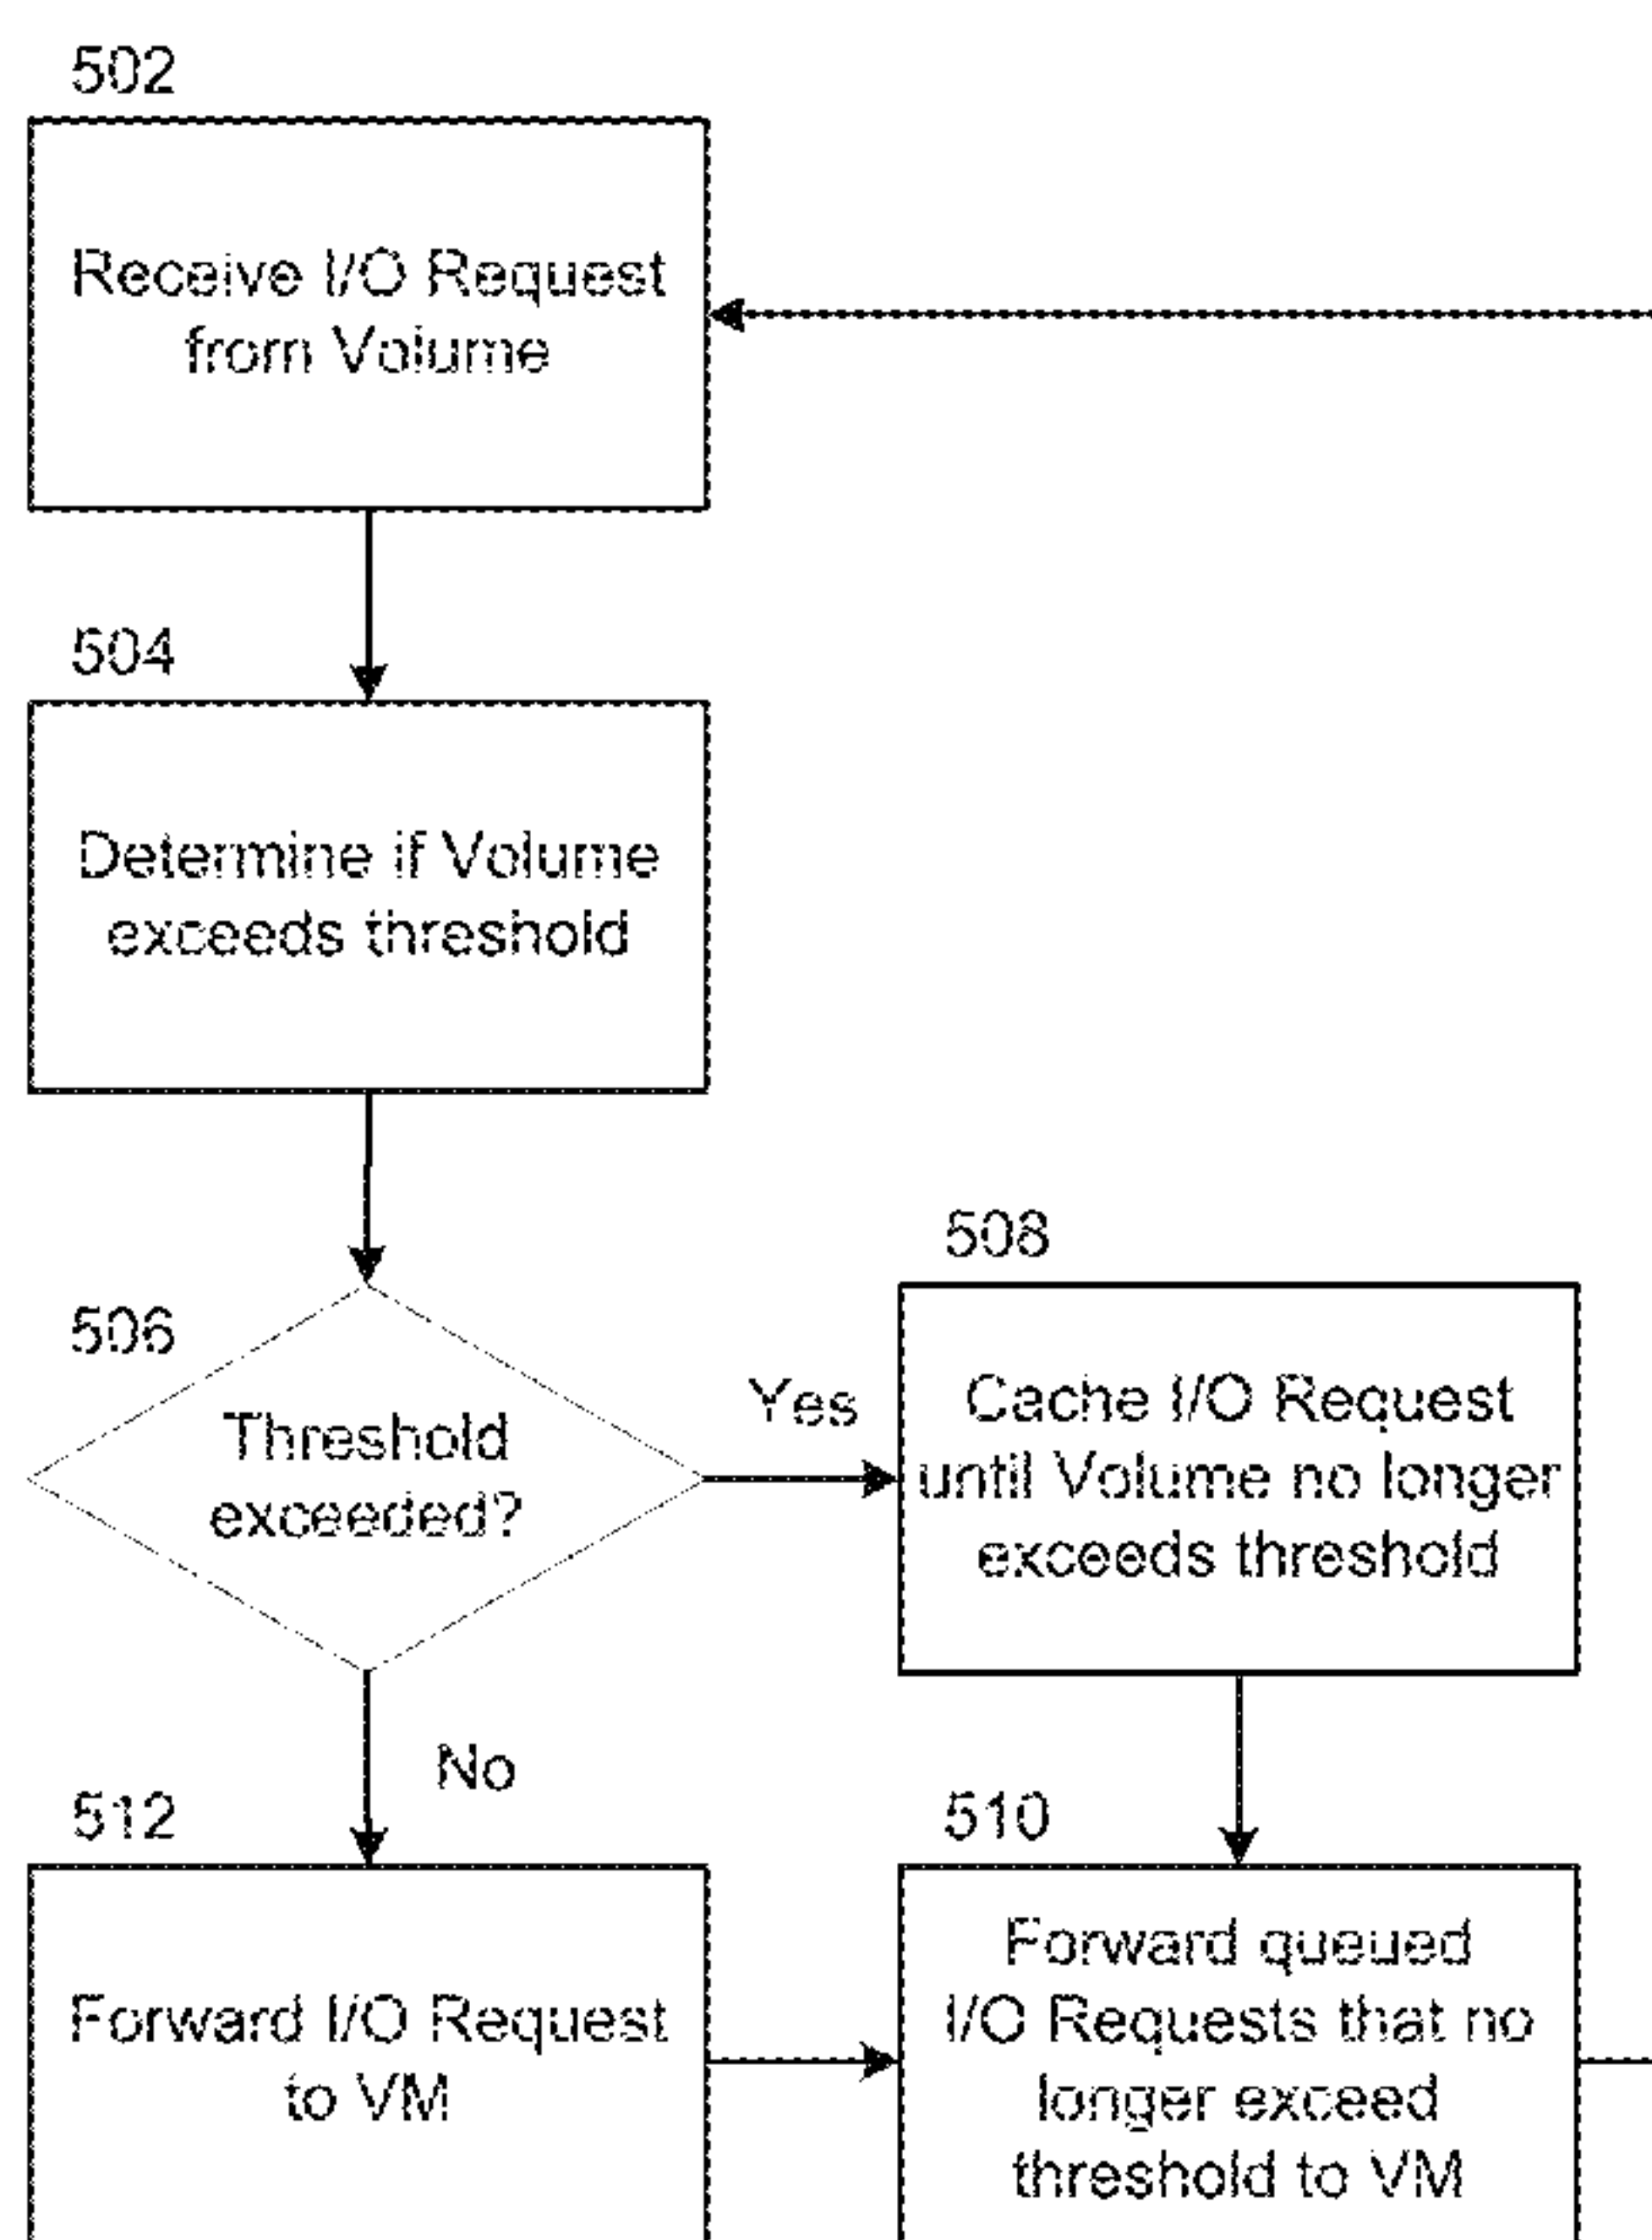 502
Receive I/O Request
from Volume
504
Determine if Volume
exceeds threshold
506
Threshold
exceeded?
Yes
508
Cache I/O Request
until Volume no longer
exceeds threshold
No
512
Forward I/O Request
to VM
510
Forward queued
I/O Requests that no
longer exceed
threshold to VM